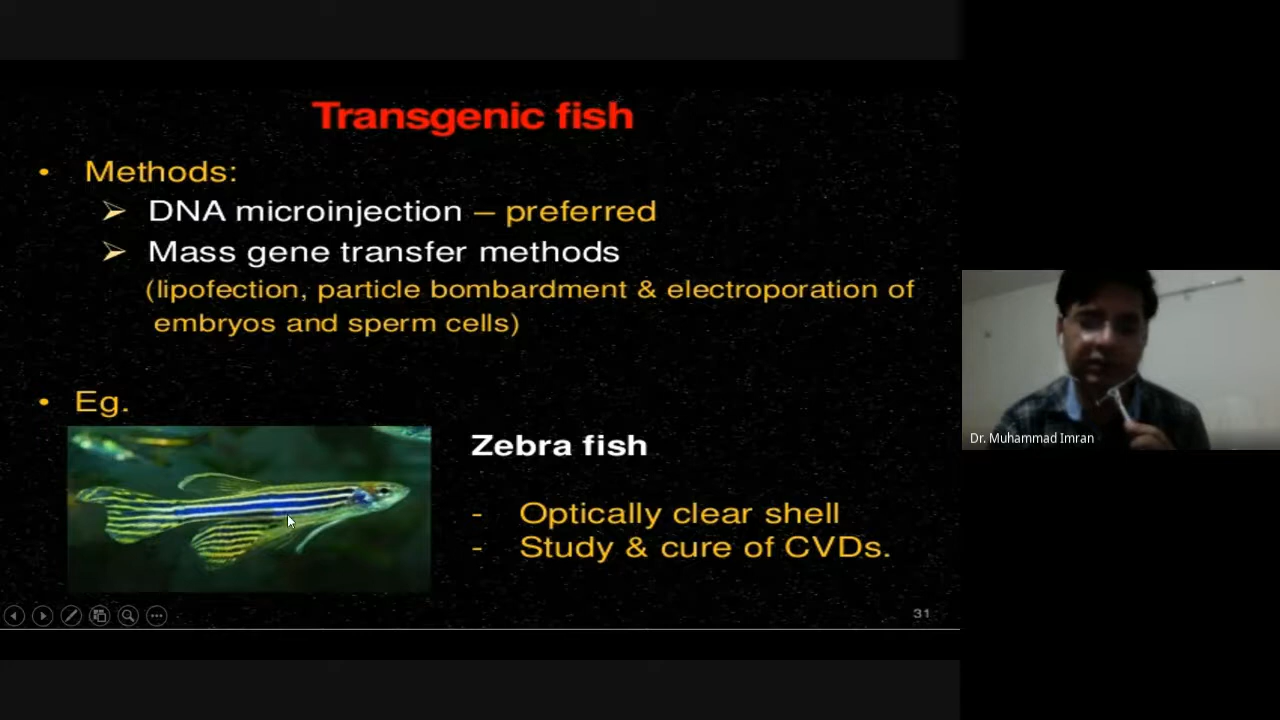 Transgenic fish
• Methods:
➢ DNA microinjection – preferred
➢ Mass gene transfer methods
(lipofection, particle bombardment & electroporation of
embryos and sperm cells)
• Eg.
Zebra fish
- Optically clear shell
- Study & cure of CVDs.
31
Dr. Muhammad Imran